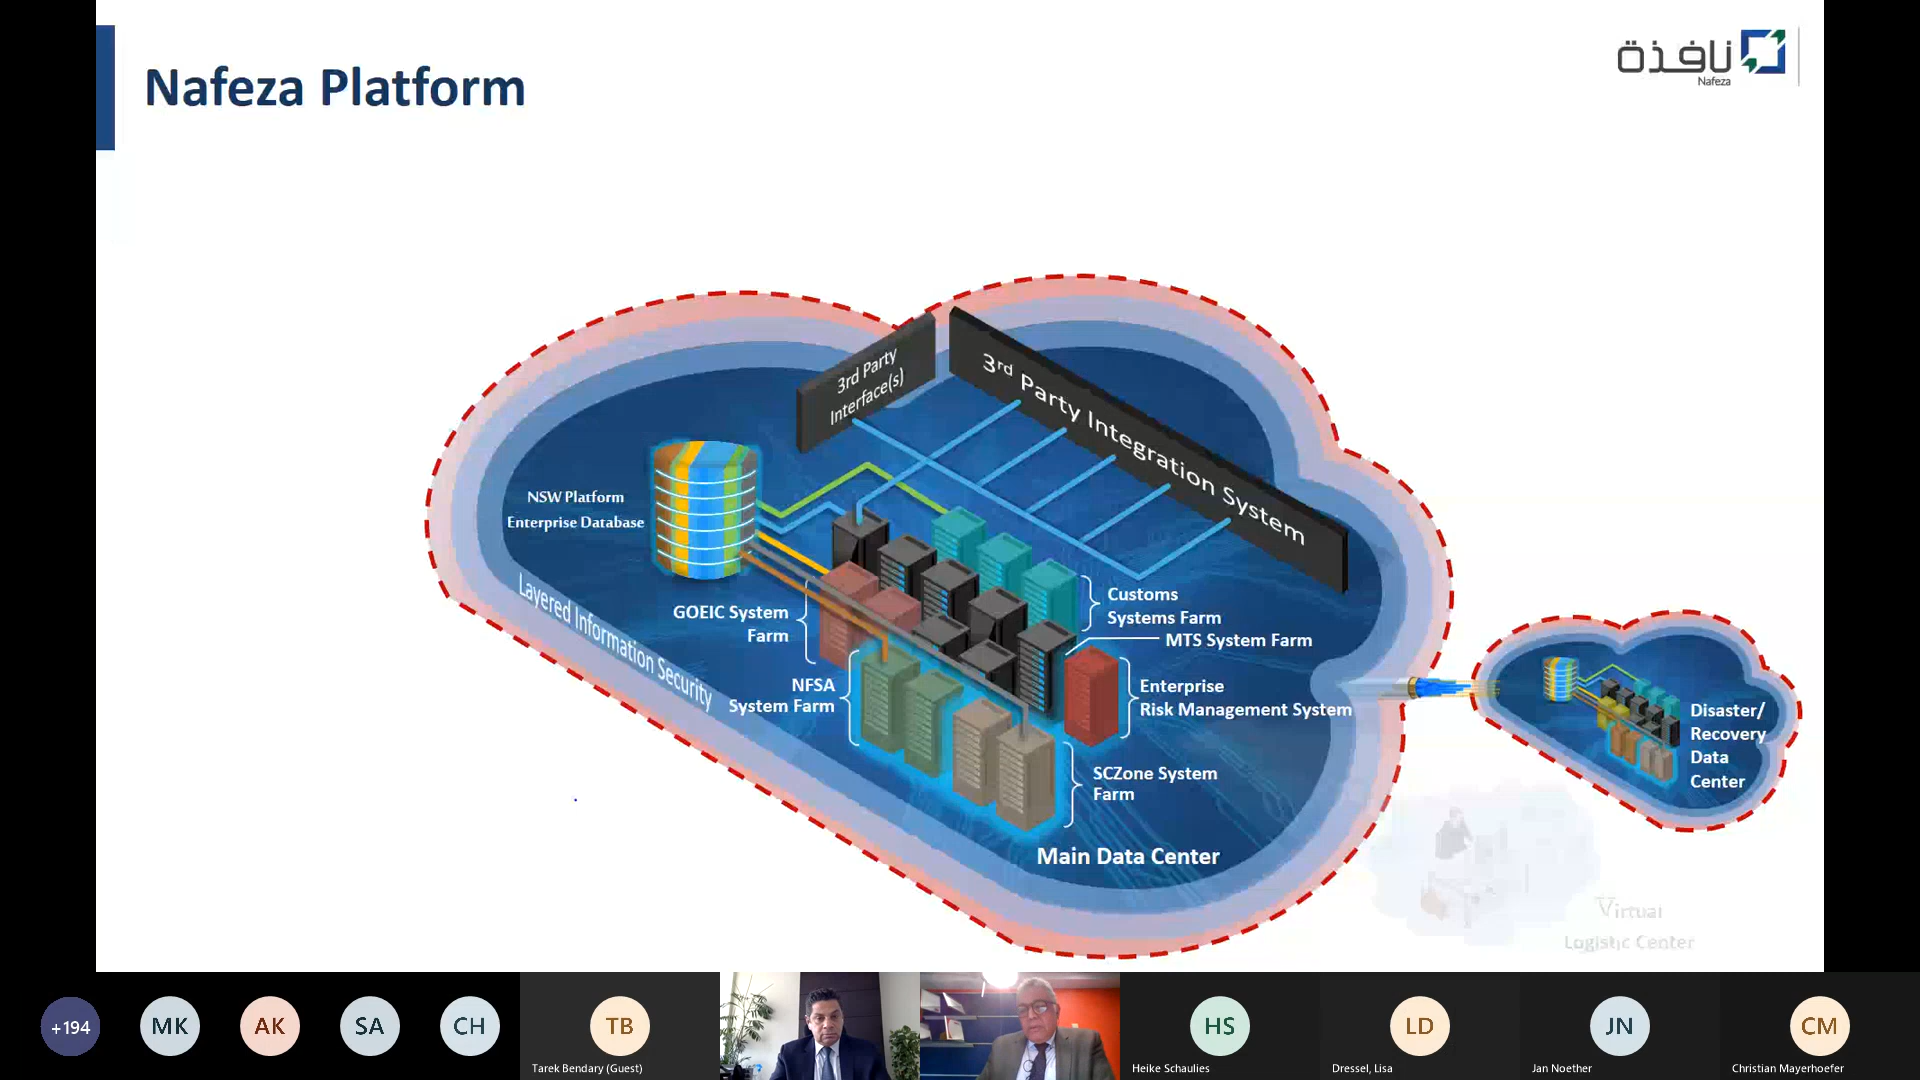 Nafeza Platform
نافذة
Nafeza
3rd Party
Interface(s)
3rd Party Integration System
NSW Platform
Enterprise Database
Layered Information Security
GOEIC System
Farm
Customs
Systems Farm
MTS System Farm
NFSA
System Farm
Enterprise
Risk Management System
SCZone System
Farm
Main Data Center
Disaster/
Recovery
Data
Center
Virtual
Logistic Center
+194
MK
AK
SA
CH
TB
Tarek Bendary (Guest)
HS
Heike Schaulies
LD
Dressel, Lisa
JN
Jan Noether
CM
Christian Mayerhoefer